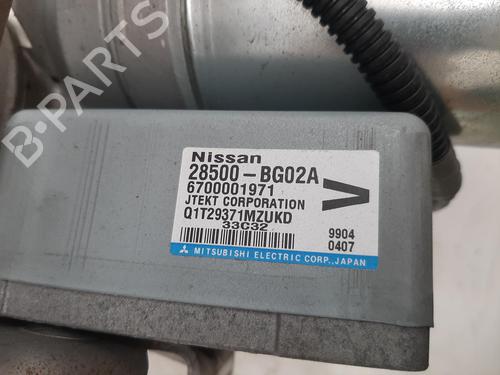 B-PARTS
Nissan
28500-BG02A
6700001971
JTEKT CORPORATION
Q1T29371MZUKD
33C32
>
9904
0407
MITSUBISHI ELECTRIC CORP.,JAPAN